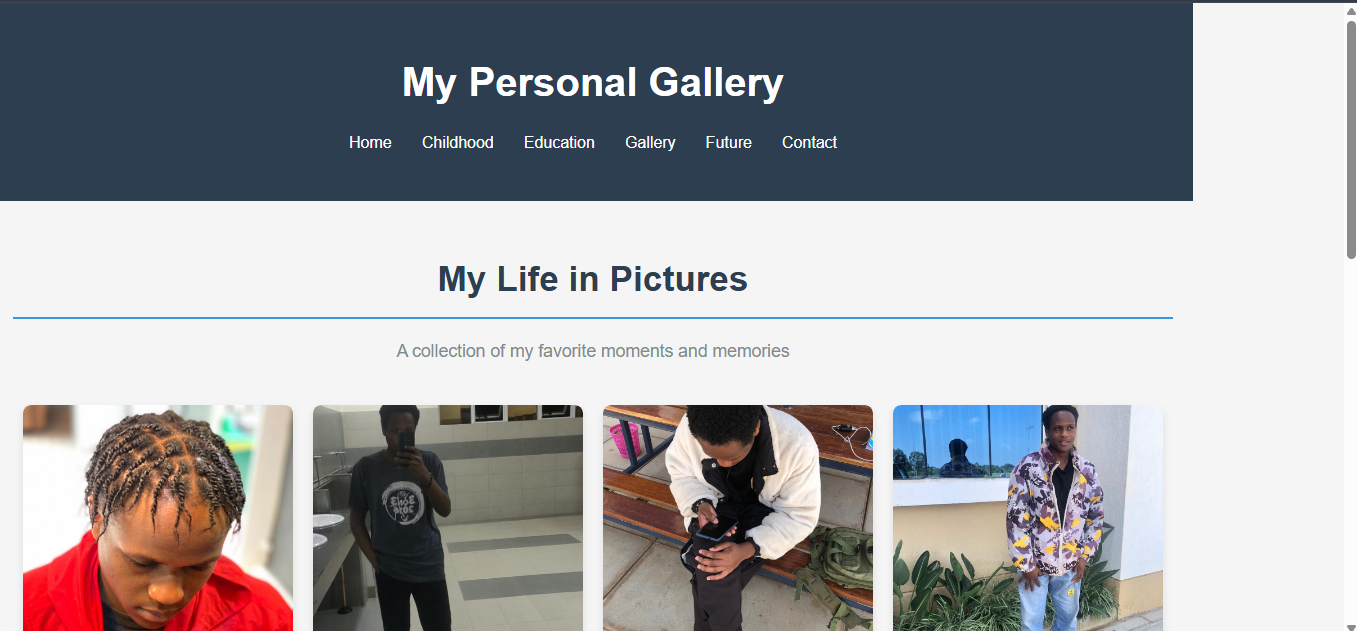 My Personal Gallery
Home Childhood Education Gallery Future Contact
My Life in Pictures
A collection of my favorite moments and memories